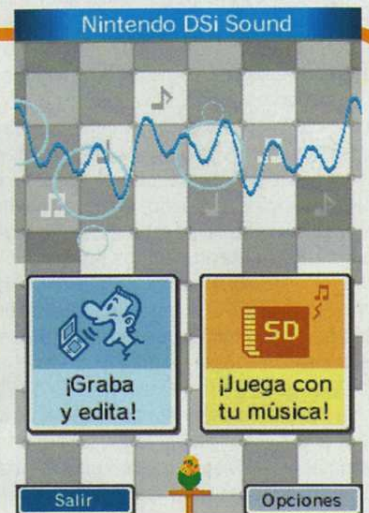 Nintendo DSi Sound
SD
¡Graba
y edita!
¡Juega con
tu música!
Salir
Opciones